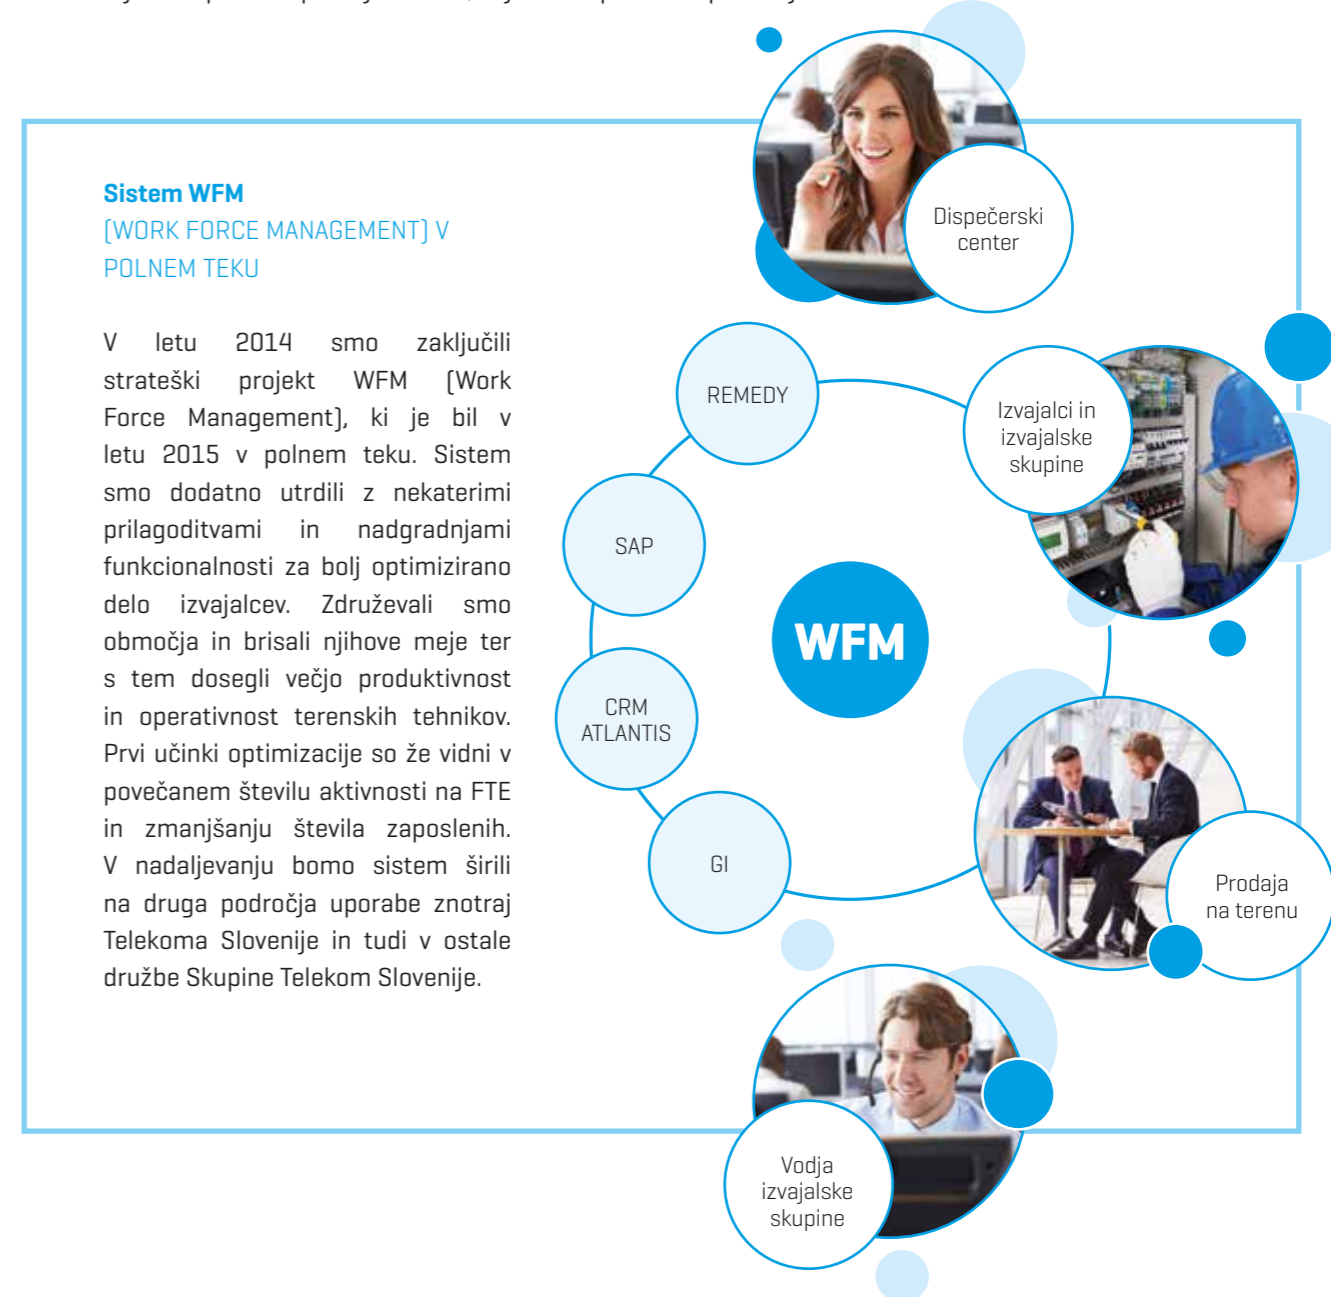 Sistem WFM
(WORK FORCE MANAGEMENT) V
POLNEM TEKU
V letu 2014 smo zaključili
strateški projekt WFM (Work
Force Management), ki je bil v
letu 2015 v polnem teku. Sistem
smo dodatno utrdili z nekaterimi
prilagoditvami in nadgradnjami
funkcionalnosti za bolj optimizirano
delo izvajalcev. Združevali smo
območja in brisali njihove meje ter
s tem dosegli večjo produktivnost
in operativnost terenskih tehnikov.
Prvi učinki optimizacije so že vidni v
povečanem številu aktivnosti na FTE
in zmanjšanju števila zaposlenih.
V nadaljevanju bomo sistem širili
na druga področja uporabe znotraj
Telekoma Slovenije in tudi v ostale
družbe Skupine Telekom Slovenije.
Dispečerski
center
REMEDY
Izvajalci in
izvajalske
skupine
SAP
WFM
CRM
ATLANTIS
GI
Prodaja
na terenu
Vodja
izvajalske
skupine